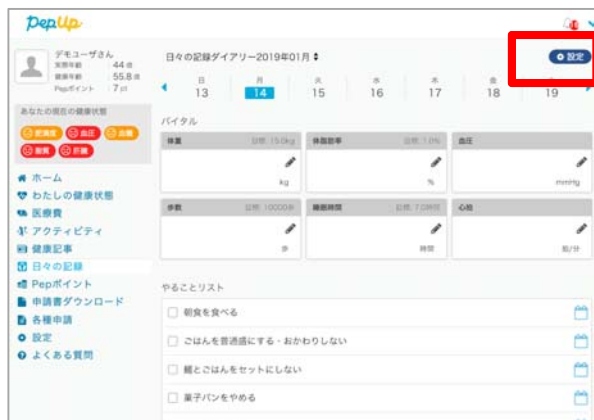 PepUp
デモユーザさん
実際年齢 44 歳
健康年齢 55.8 歳
Pepポイント 7 pt
あなたの現在の健康状態
肥満度 血圧 血糖
脂質 肝臓
ホーム
わたしの健康状態
医療費
アクティビティ
健康記事
日々の記録
Pepポイント
申請書ダウンロード
各種申請
設定
よくある質問
日々の記録ダイアリー2019年01月
設定
日 月 火 水 木 金
13 14 15 16 17 18 19
バイタル
体重 目標: 15.0kg 体脂肪率 目標: 1.0% 血圧
kg % mmHg
歩数 目標: 10000歩 睡眠時間 目標: 7.0時間 心拍
歩 時間 拍/分
やることリスト
朝食を食べる
ごはんを普通盛にする・おかわりしない
麺とごはんをセットにしない
菓子パンをやめる